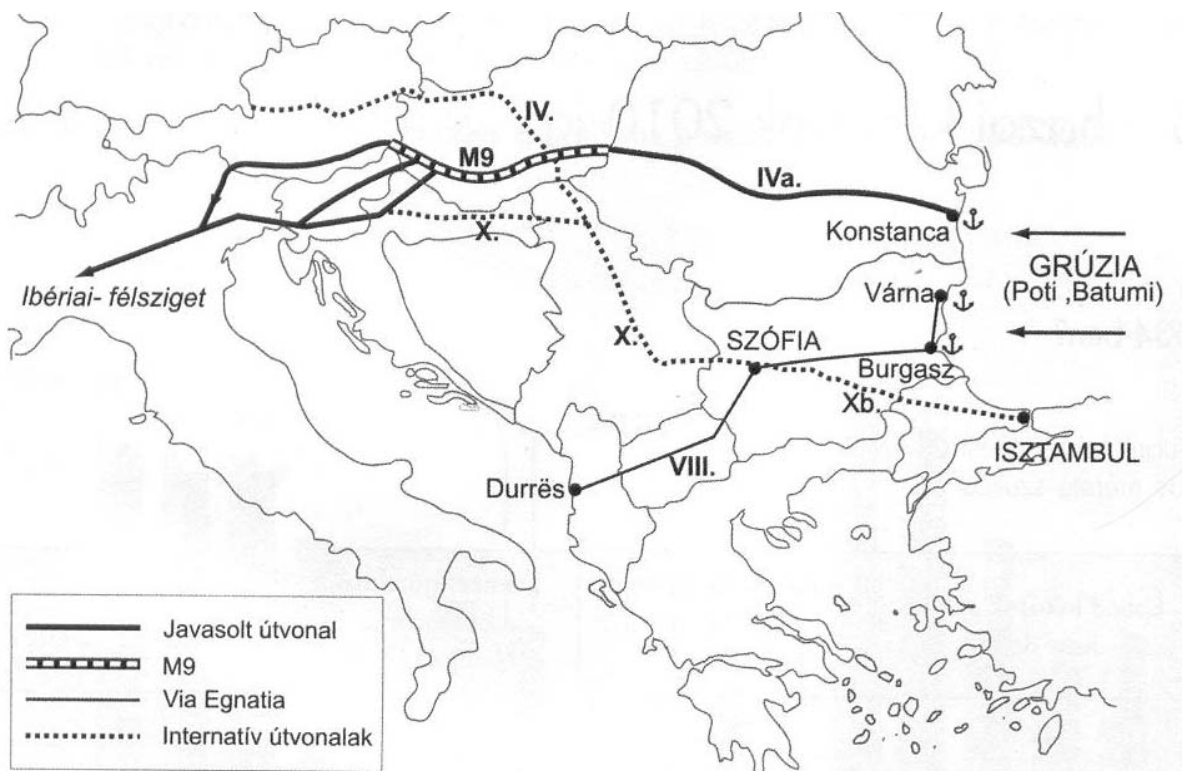 IV.
M9
IVa.
Konstanca
X.
GRÚZIA
(Poti ,Batumi)
Ibériai- félsziget
Várna
X.
SZÓFIA
Burgasz
Xb.
ISZTAMBUL
VIII.
Durrës
Javasolt útvonal
M9
Via Egnatia
Internatív útvonalak